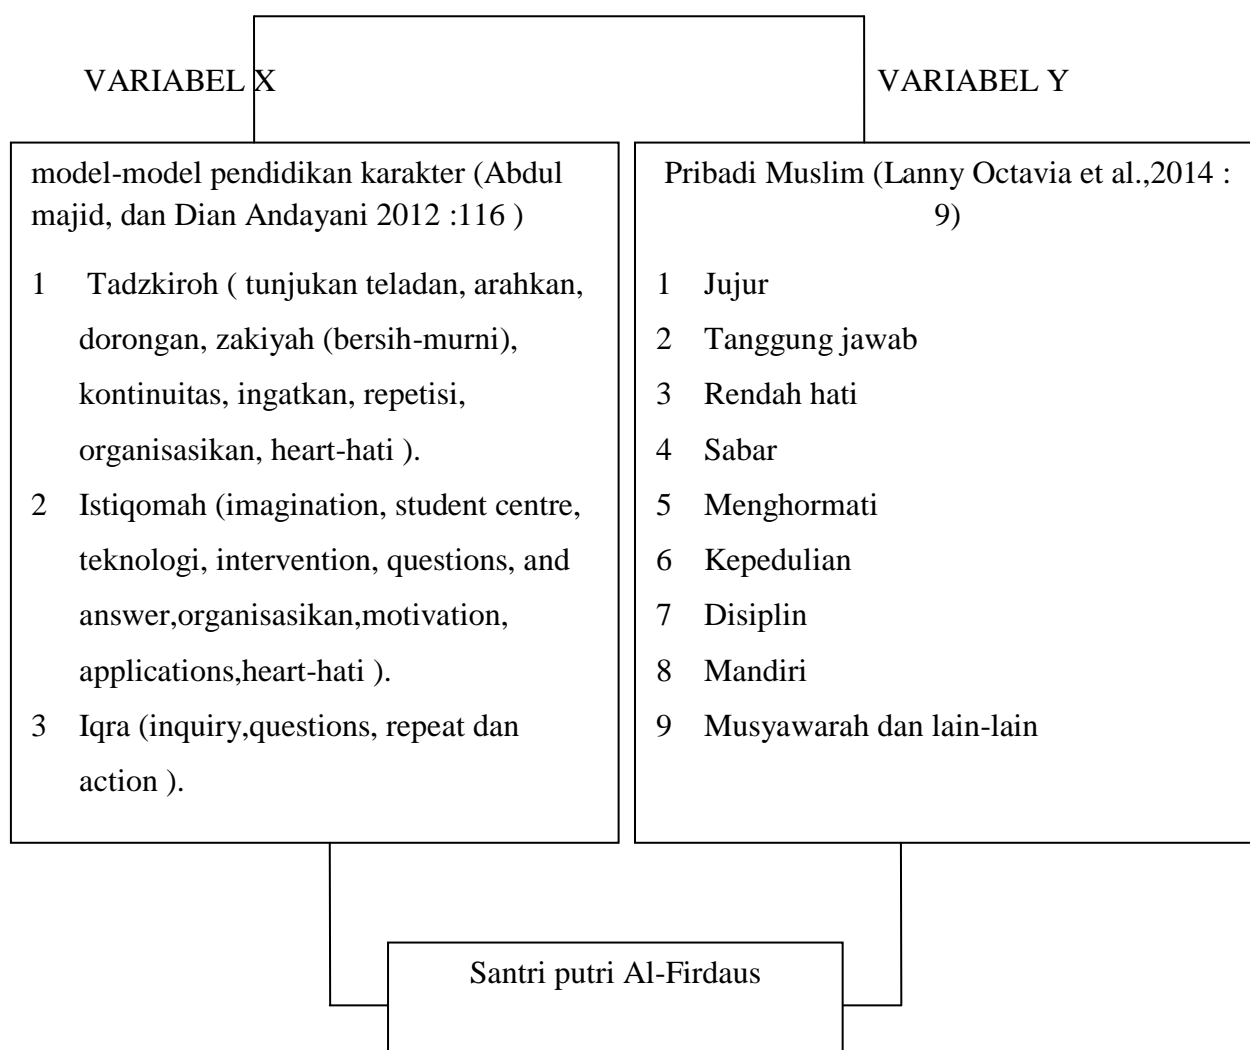 VARIABEL X
VARIABEL Y
model-model pendidikan karakter (Abdul
majid, dan Dian Andayani 2012 :116 )
1 Tadzkiroh ( tunjukan teladan, arahkan,
dorongan, zakiyah (bersih-murni),
kontinuitas, ingatkan, repetisi,
organisasikan, heart-hati ).
2 Istiqomah (imagination, student centre,
teknologi, intervention, questions, and
answer,organisasikan,motivation,
applications,heart-hati ).
3 Iqra (inquiry,questions, repeat dan
action ).
Pribadi Muslim (Lanny Octavia et al.,2014 :
9)
1 Jujur
2 Tanggung jawab
3 Rendah hati
4 Sabar
5 Menghormati
6 Kepedulian
7 Disiplin
8 Mandiri
9 Musyawarah dan lain-lain
Santri putri Al-Firdaus